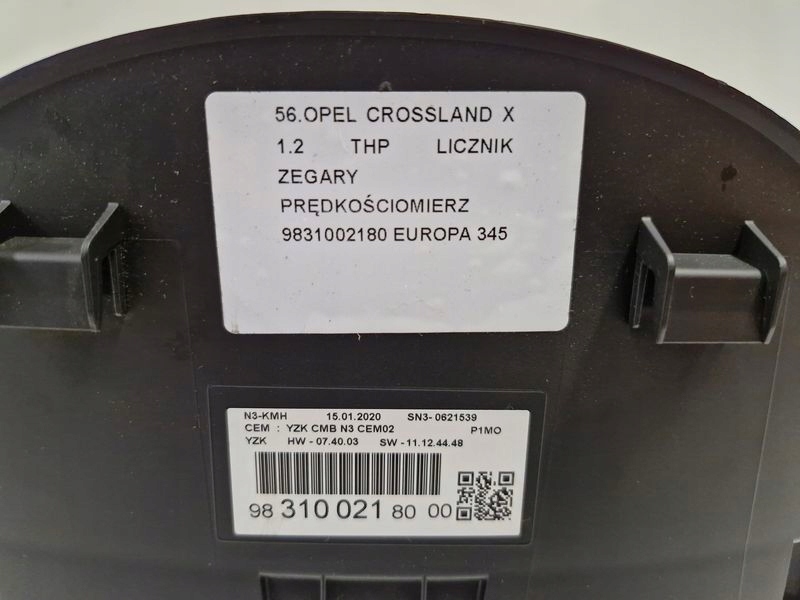 56.OPEL CROSSLAND X
1.2 THP LICZNIK
ZEGARY
PRĘDKOŚCIOMIERZ
9831002180 EUROPA 345
N3-KMH 15.01.2020 SN3- 0621539
CEM : YZK CMB N3 CEM02 P1MO
YZK HW - 07.40.03 SW - 11.12.44.48
98 310 021 80 00